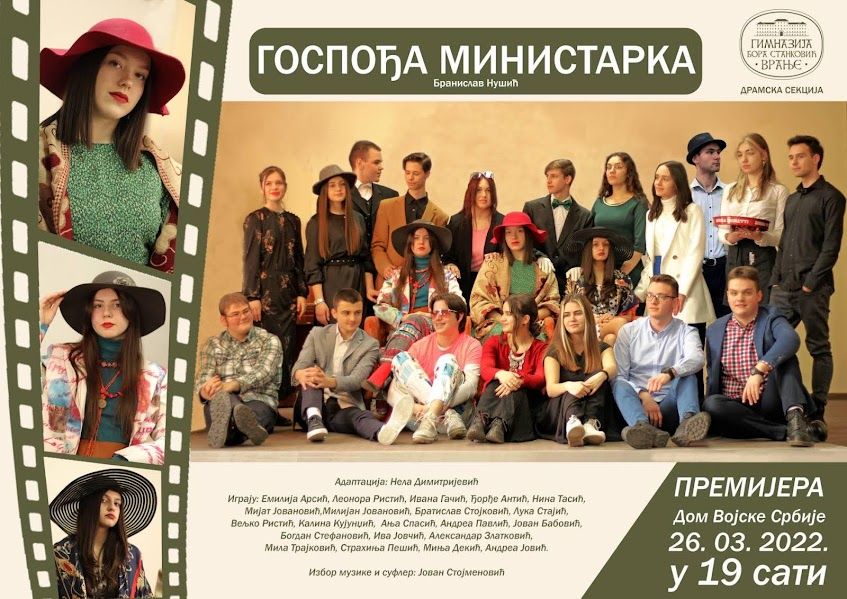 ГОСПОЂА МИНИСТАРКА
Бранислав Нушић
ГИМНАЗИЈА
БОРА СТАНКОВИЋ
· ВРАЊЕ ·
ДРАМСКА СЕКЦИЈА
Адаптација: Нела Димитријевић
Играју: Емилија Арсић, Леонора Ристић, Ивана Гачић, Ђорђе Антић, Нина Тасић,
Мијат Јовановић,Милијан Јовановић, Братислав Стојковић, Лука Стајић,
Вељко Ристић, Калина Кујунџић, Ања Спасић, Андреа Павлић, Јован Бабовић,
Богдан Стефановић, Ива Јовчић, Александар Златковић,
Мила Трајковић, Страхиња Пешић, Миња Декић, Андреа Јовић.
Избор музике и суфлер: Јован Стојменовић
ПРЕМИЈЕРА
Дом Војске Србије
26. 03. 2022.
у 19 сати